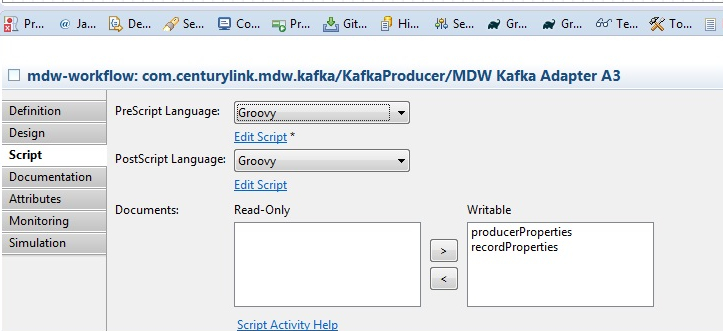 Pr... @ Ja... De... Se... Co... Pr... Git... Hi... Se... Gr... Gr... Te... To...
mdw-workflow: com.centurylink.mdw.kafka/KafkaProducer/MDW Kafka Adapter A3
Definition
Design
Script
Documentation
Attributes
Monitoring
Simulation
PreScript Language: Groovy
Edit Script *
PostScript Language: Groovy
Edit Script
Documents: Read-Only Writable
producerProperties
recordProperties
>
<
Script Activity Help